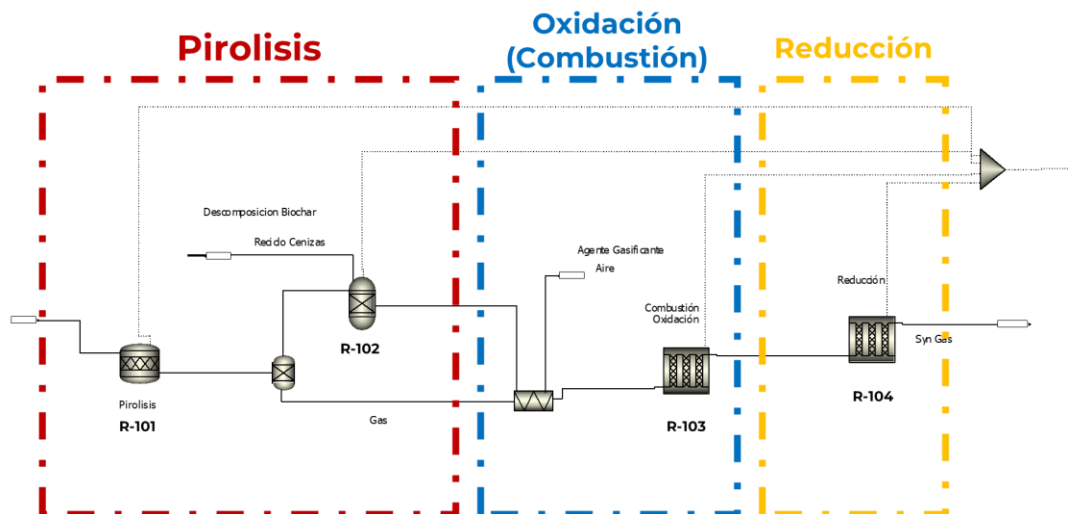 Pirolisis
Oxidación
(Combustión)
Reducción
Descomposicion Biochar
Recido Cenizas
Agente Gasificante
Aire
Reducción
Combustión
Oxidación
Syn Gas
R-102
R-104
Pirolisis
R-101
Gas
R-103